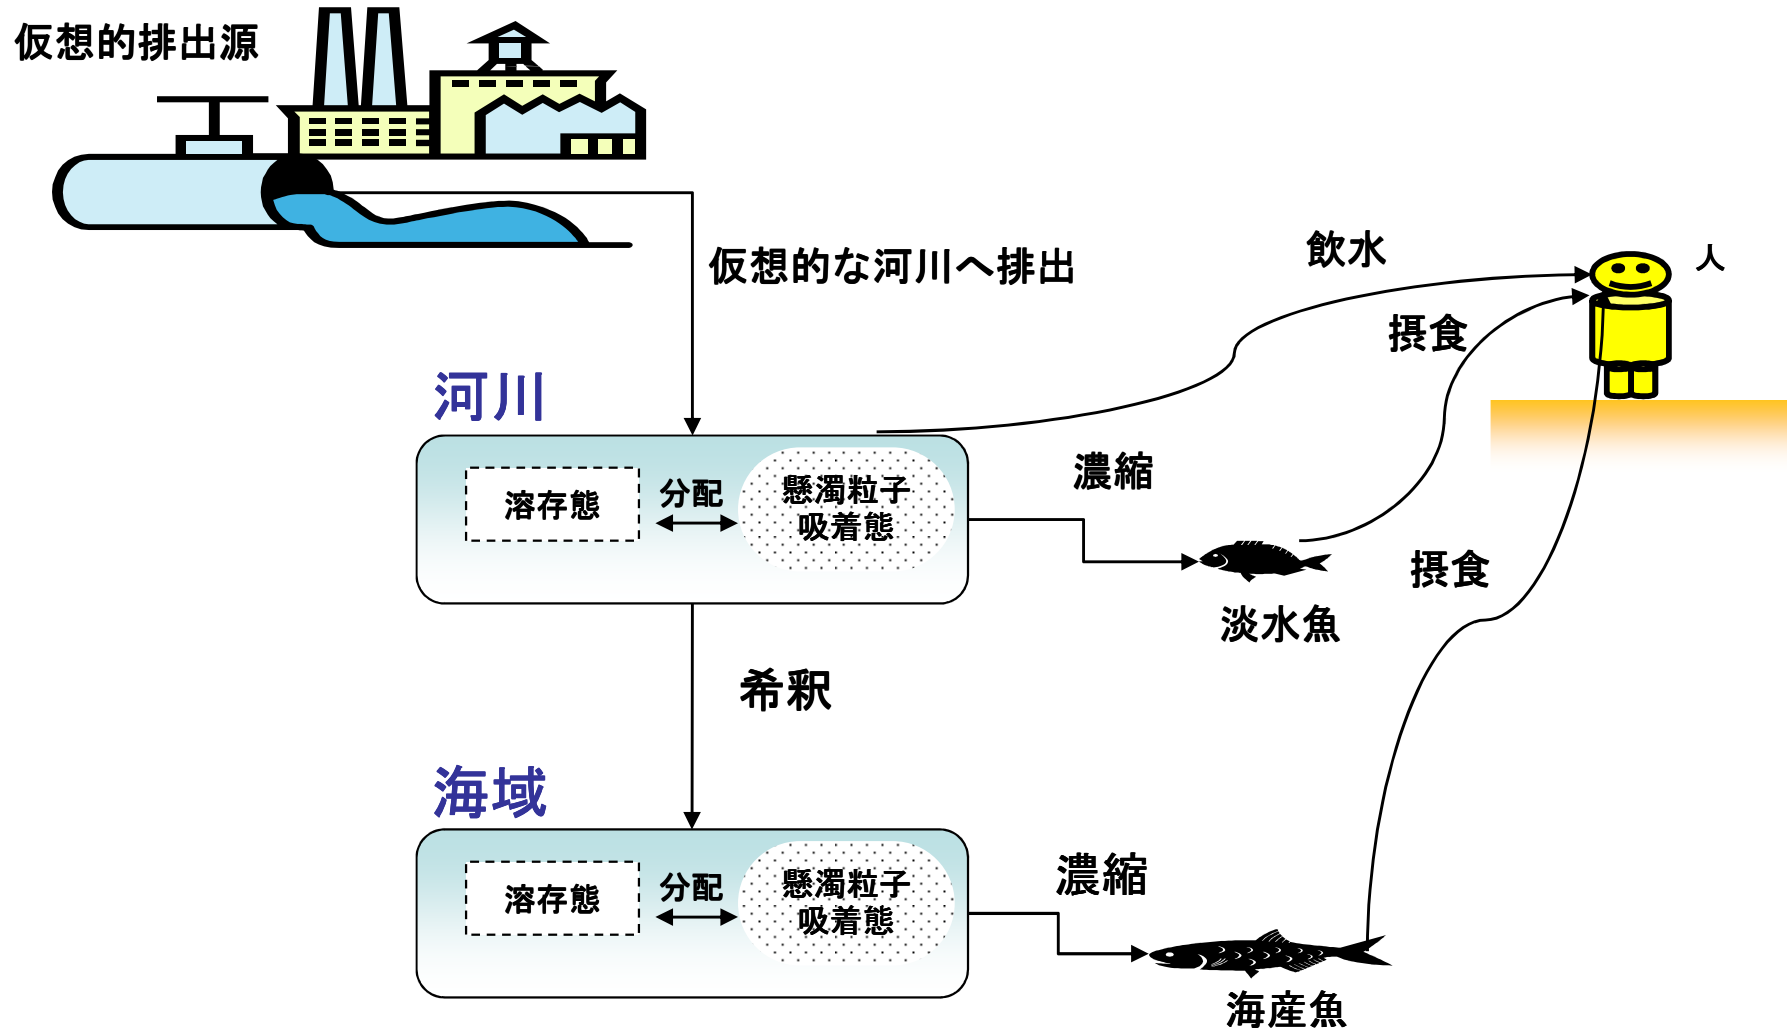 仮想的排出源
仮想的な河川へ排出
飲水
人
摂食
河川
濃縮
溶存態
分配
懸濁粒子
吸着態
摂食
淡水魚
希釈
海域
濃縮
溶存態
分配
懸濁粒子
吸着態
海産魚